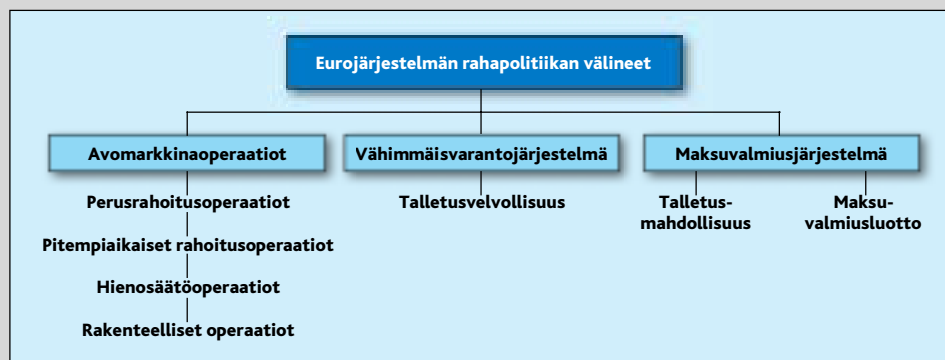 Eurojärjestelmän rahapolitiikan välineet
Avomarkkinaoperaatiot
Vähimmäisvarantojärjestelmä
Maksuvalmiusjärjestelmä
Perusrahoitusoperaatiot
Pitempiaikaiset rahoitusoperaatiot
Hienosäätöoperaatiot
Rakenteelliset operaatiot
Talletusvelvollisuus
Talletus-
mahdollisuus
Maksu-
valmiusluotto